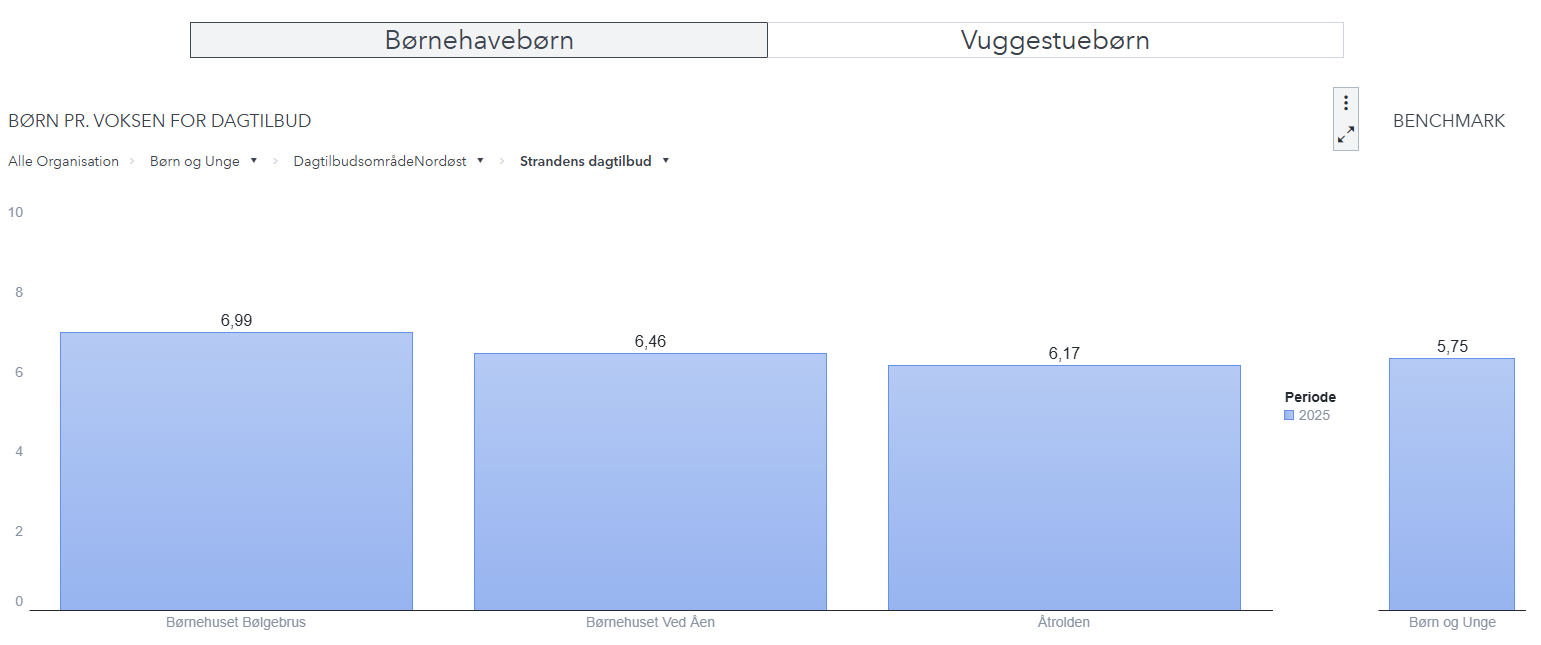 Børnehavebørn
Vuggestuebørn
BØRN PR. VOKSEN FOR DAGTILBUD
BENCHMARK
Alle Organisation › Børn og Unge ▼ › DagtilbudsområdeNordøst ▼ › Strandens dagtilbud ▼
10
8
6
4
2
0
6,99
6,46
6,17
5,75
Periode
2025
Børnehuset Bølgebrus
Børnehuset Ved Åen
Åtrolden
Børn og Unge